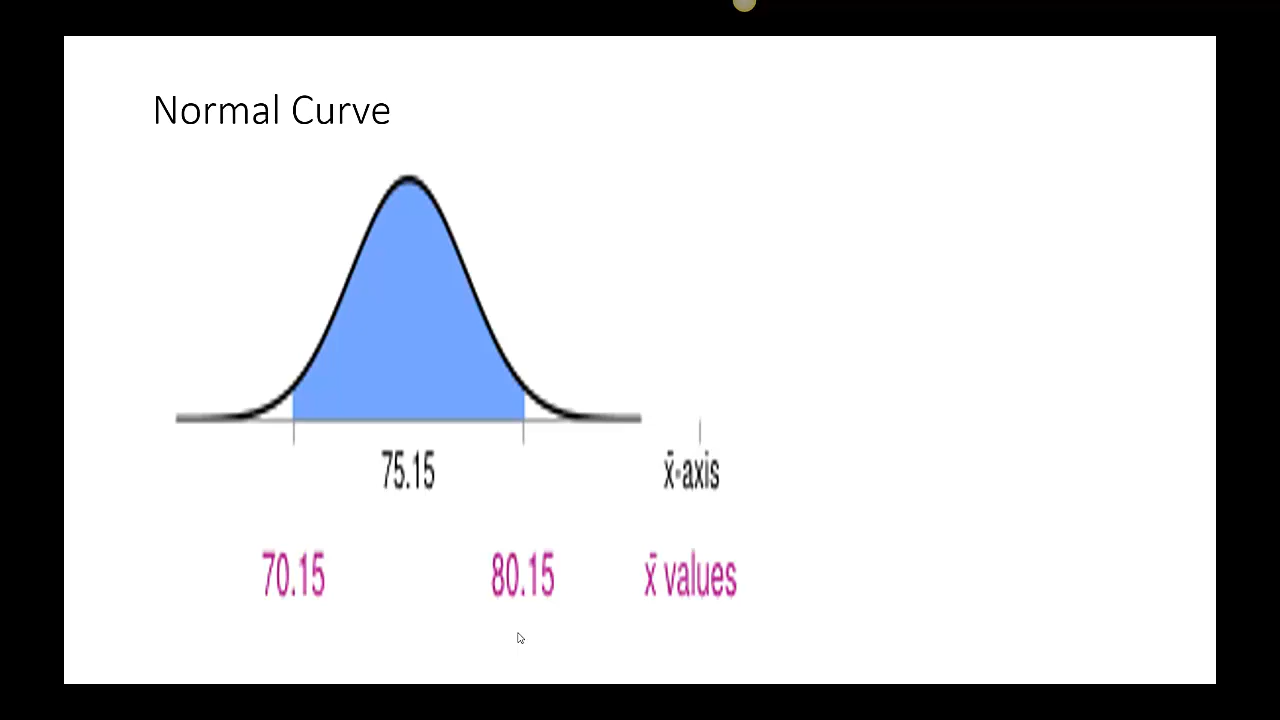 Normal Curve
75.15 x̄-axis
70.15 80.15 x̄ values